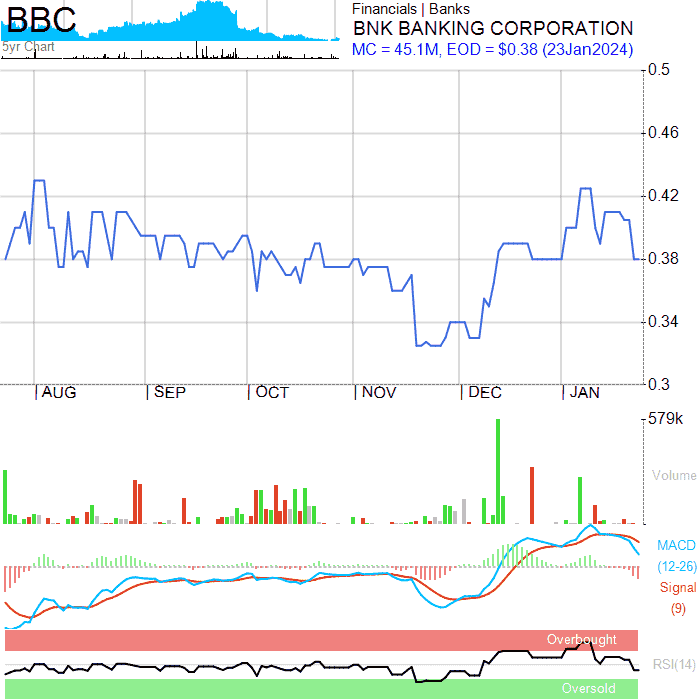 BBC
5yr Chart
Financials | Banks
BNK BANKING CORPORATION
MC = 45.1M, EOD = $0.38 (23Jan2024)
0.5
0.46
0.42
0.38
0.34
0.3
AUG SEP OCT NOV DEC JAN
579k
Volume
MACD
(12-26)
Signal
(9)
Overbought
RSI(14)
Oversold